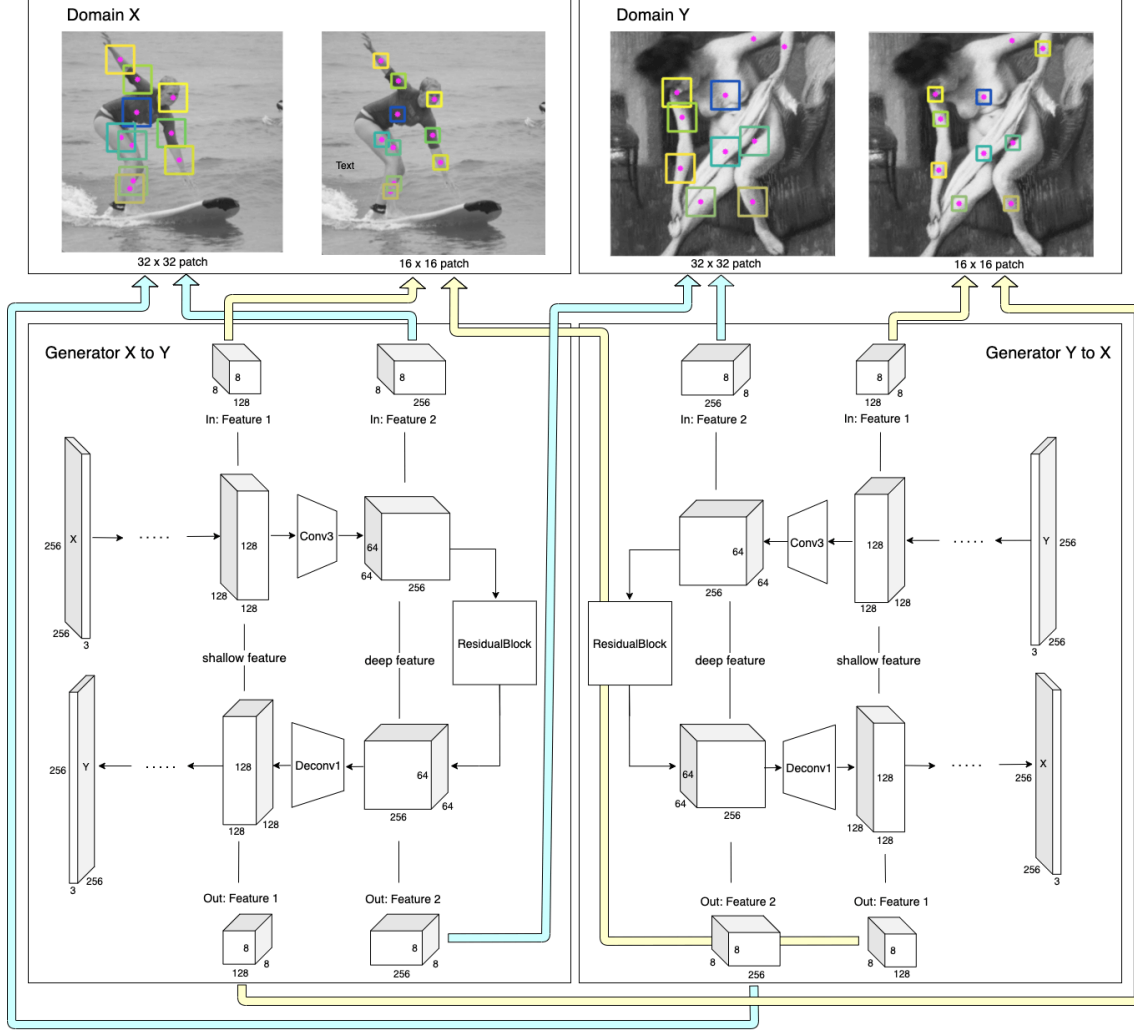 Domain X
Domain Y
Text
32 x 32 patch
16 x 16 patch
32 x 32 patch
16 x 16 patch
Generator X to Y
Generator Y to X
8
8
128
8
8
256
8
8
256
8
8
128
In: Feature 1
In: Feature 2
In: Feature 2
In: Feature 1
256
X
.....
128
Conv3
64
64
Conv3
128
.....
Y
256
128
128
64
256
256
64
128
128
256
3
3
256
ResidualBlock
ResidualBlock
shallow feature
deep feature
deep feature
shallow feature
256
Y
.....
128
Deconv1
64
64
Deconv1
128
.....
256
X
128
128
256
64
64
256
128
128
3
256
256
3
Out: Feature 1
Out: Feature 2
Out: Feature 2
Out: Feature 1
8
8
128
8
8
256
8
8
256
8
8
128